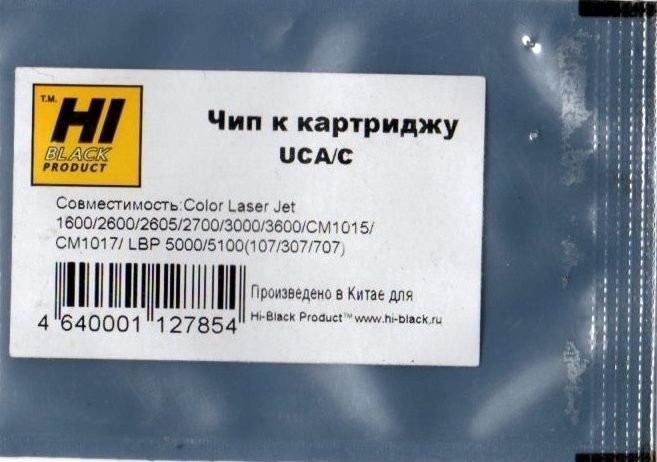 Т.М.
HI
BLACK
PRODUCT
Чип к картриджу
UCA/C
Совместимость:Color Laser Jet
1600/2600/2605/2700/3000/3600/CM1015/
CM1017/ LBP 5000/5100(107/307/707)
Произведено в Китае для
Hi-Black Product™ www.hi-black.ru
4 640001 127854